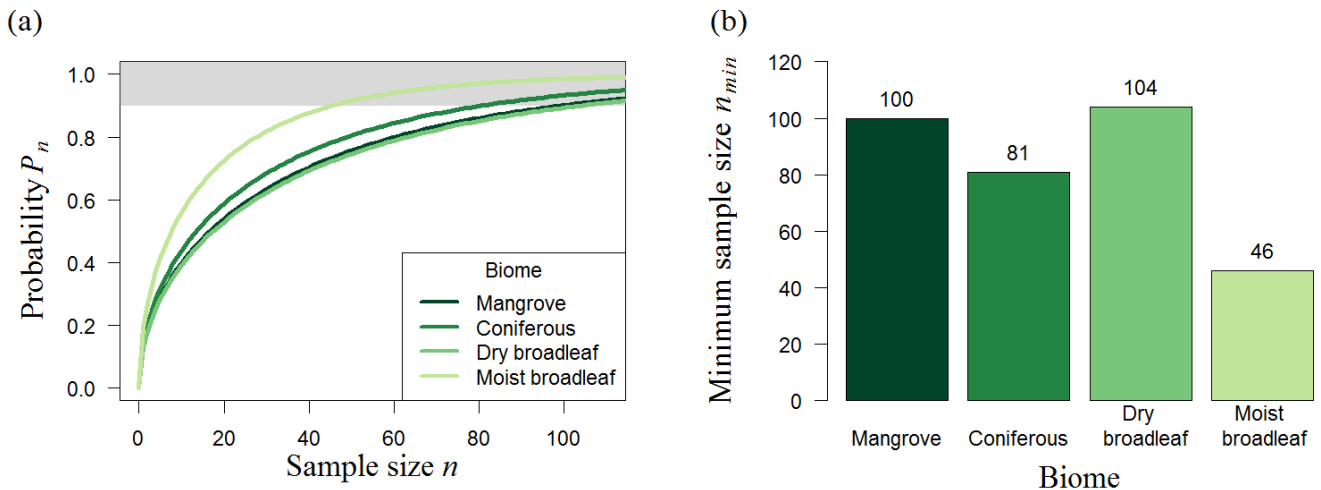 (a)
Probability Pn
1.0
0.8
0.6
0.4
0.2
0.0
Biome
Mangrove
Coniferous
Dry broadleaf
Moist broadleaf
0 20 40 60 80 100
Sample size n
(b)
Minimum sample size nmin
120
100
80
60
40
20
0
100
81
104
46
Mangrove
Coniferous
Dry
broadleaf
Moist
broadleaf
Biome